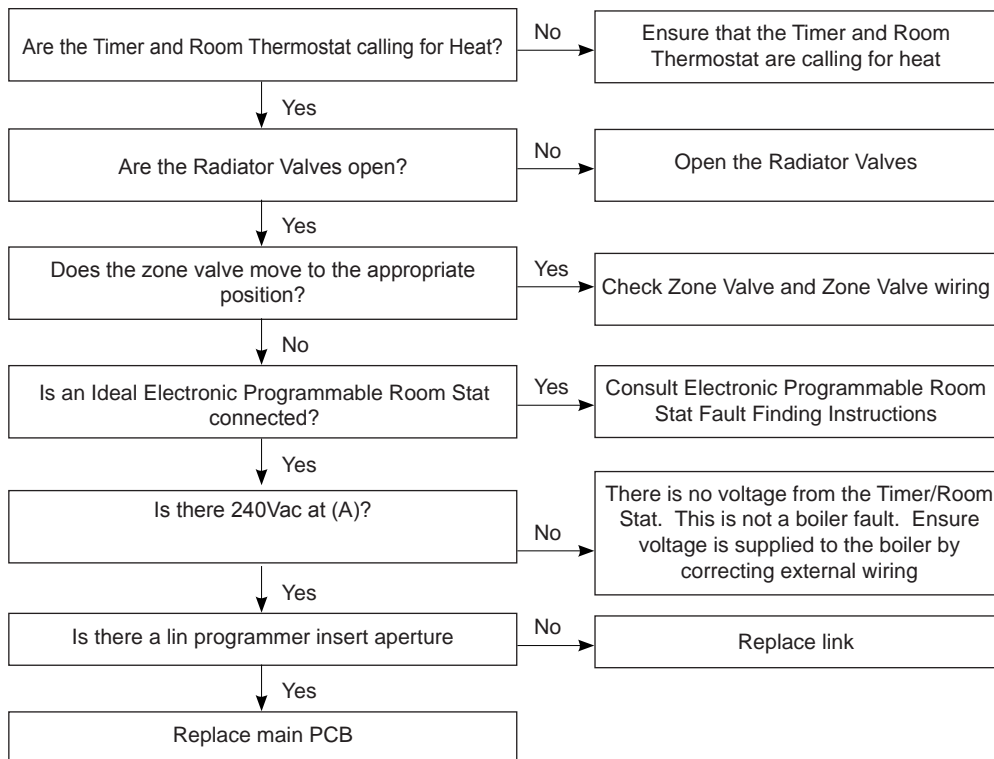 Are the Timer and Room Thermostat calling for Heat?
No
Ensure that the Timer and Room
Thermostat are calling for heat
Yes
Are the Radiator Valves open?
No
Open the Radiator Valves
Yes
Does the zone valve move to the appropriate
position?
Yes
Check Zone Valve and Zone Valve wiring
No
Is an Ideal Electronic Programmable Room Stat
connected?
Yes
Consult Electronic Programmable Room
Stat Fault Finding Instructions
Yes
Is there 240Vac at (A)?
No
There is no voltage from the Timer/Room
Stat. This is not a boiler fault. Ensure
voltage is supplied to the boiler by
correcting external wiring
Yes
Is there a lin programmer insert aperture
No
Replace link
Yes
Replace main PCB